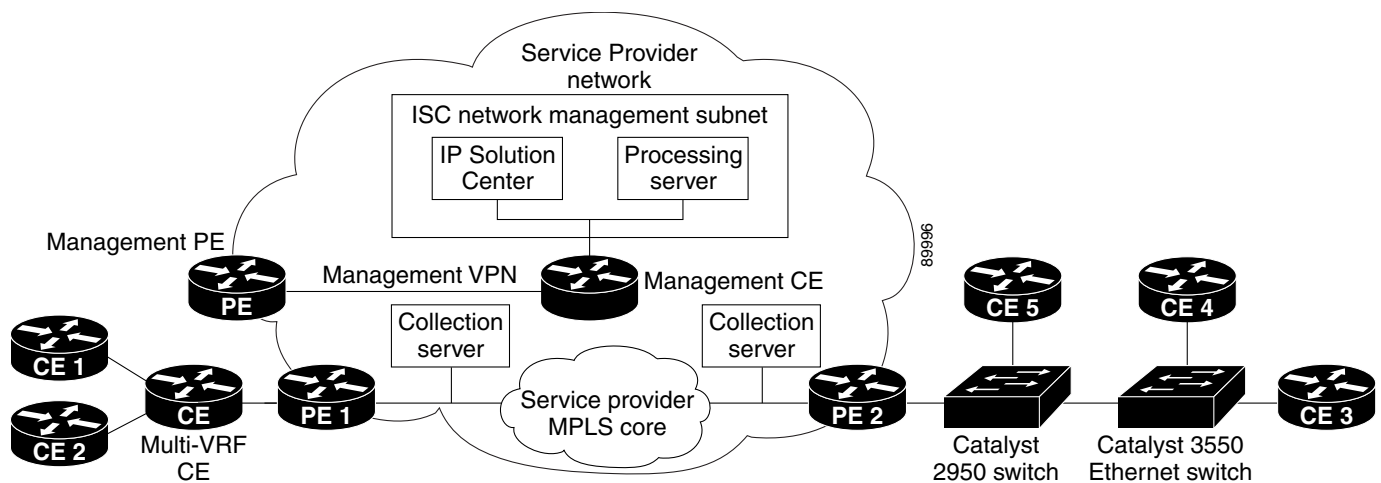 Service Provider
network
ISC network management subnet
IP Solution
Center
Processing
server
Management PE
89996
PE
Management VPN
Management CE
CE 5
CE 4
Collection
server
Collection
server
CE 1
CE 2
CE
Multi-VRF
CE
PE 1
Service provider
MPLS core
PE 2
Catalyst
2950 switch
Catalyst 3550
Ethernet switch
CE 3